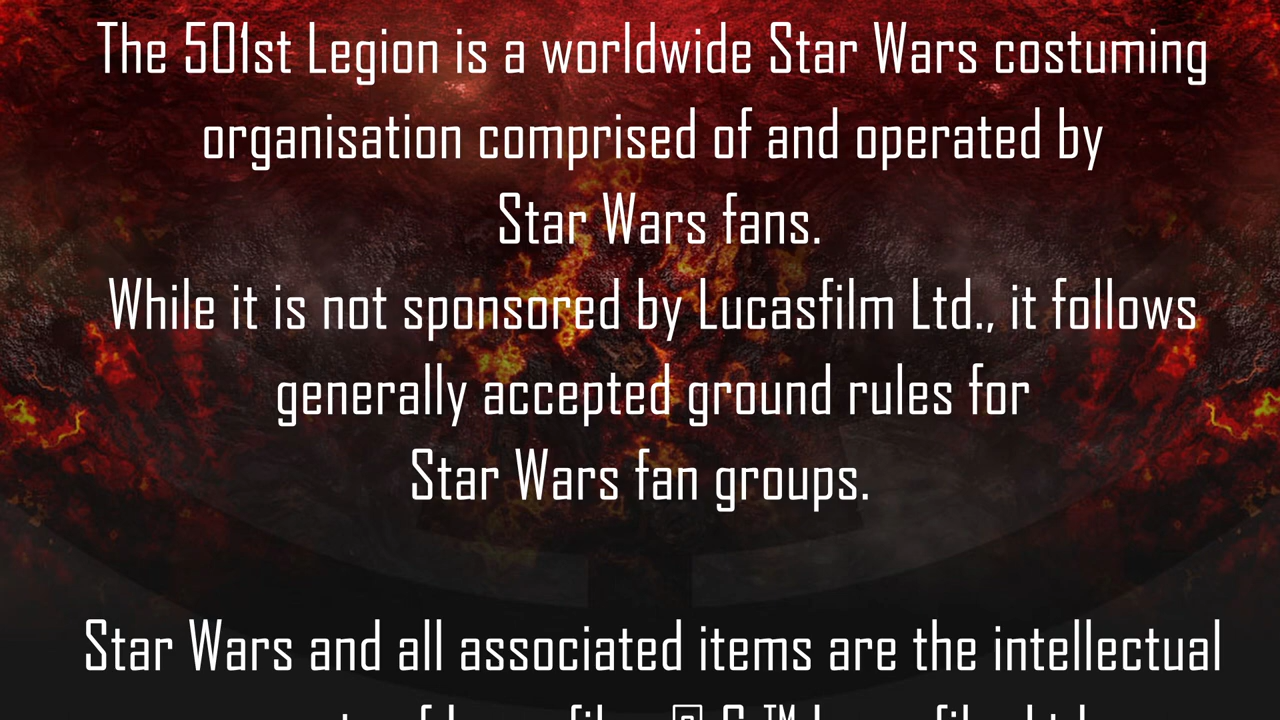 The 501st Legion is a worldwide Star Wars costuming
organisation comprised of and operated by
Star Wars fans.
While it is not sponsored by Lucasfilm Ltd., it follows
generally accepted ground rules for
Star Wars fan groups.
Star Wars and all associated items are the intellectual